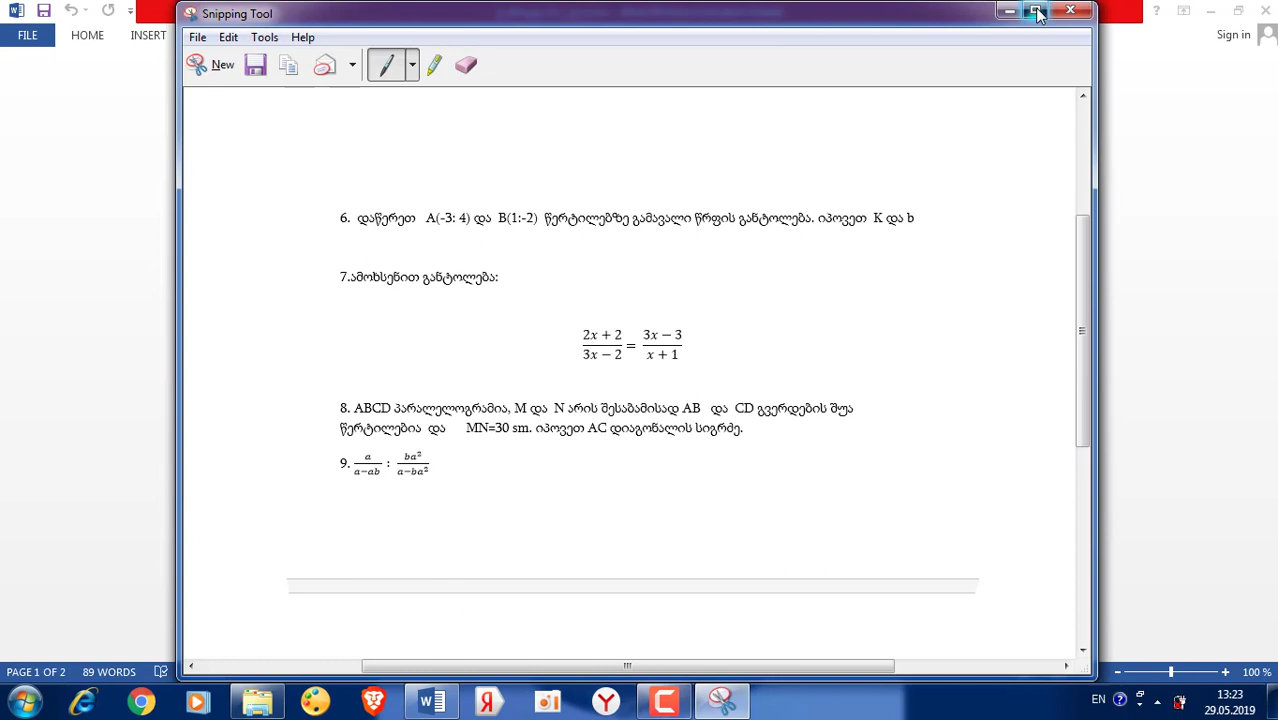 Snipping Tool
FILE HOME INSERT
Sign in
File Edit Tools Help
New
6. დაწერეთ A(-3: 4) და B(1:-2) წერტილებზე გამავალი წრფის განტოლება. იპოვეთ K და b
7.ამოხსენით განტოლება:
2x + 2 3x − 3
=
3x − 2 x + 1
8. ABCD პარალელოგრამია, M და N არის შესაბამისად AB და CD გვერდების შუა
წერტილებია და MN=30 sm. იპოვეთ AC დიაგონალის სიგრძე.
9. a/(a−ab) : ba²/(a−ba²)
PAGE 1 OF 2 89 WORDS
100 %
EN 13:23
29.05.2019